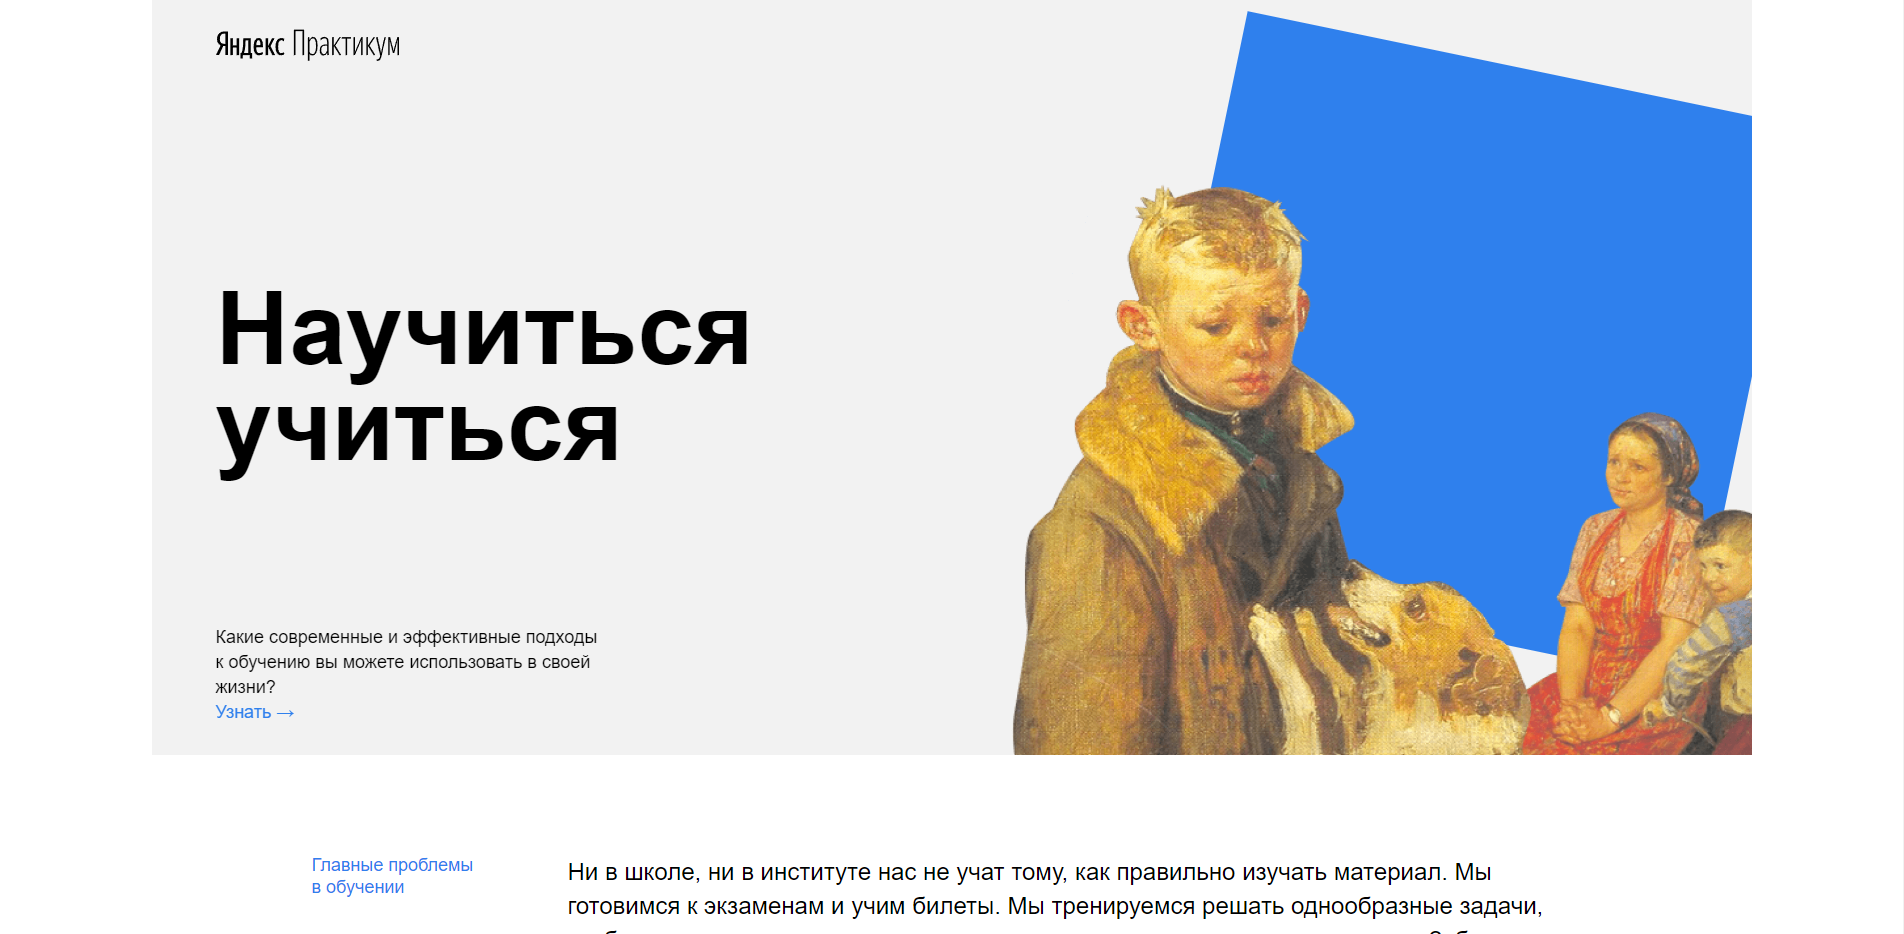 Яндекс Практикум
Научиться
учиться
Какие современные и эффективные подходы
к обучению вы можете использовать в своей
жизни?
Узнать →
Главные проблемы
в обучении
Ни в школе, ни в институте нас не учат тому, как правильно изучать материал. Мы
готовимся к экзаменам и учим билеты. Мы тренируемся решать однообразные задачи,